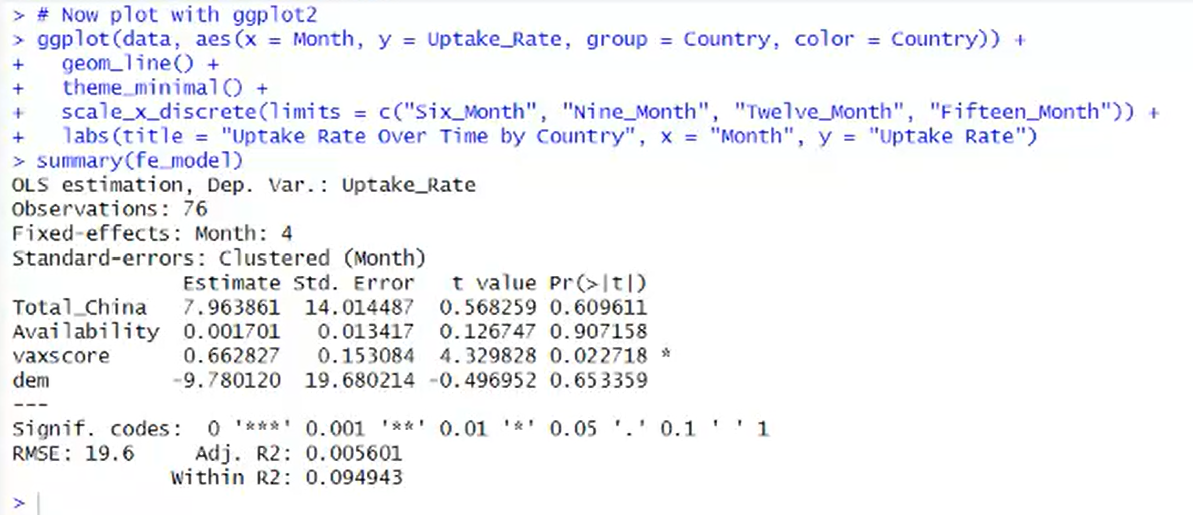 > # Now plot with ggplot2
> ggplot(data, aes(x = Month, y = Uptake_Rate, group = Country, color = Country)) +
+   geom_line() +
+   theme_minimal() +
+   scale_x_discrete(limits = c("Six_Month", "Nine_Month", "Twelve_Month", "Fifteen_Month")) +
+   labs(title = "Uptake Rate Over Time by Country", x = "Month", y = "Uptake Rate")
> summary(fe_model)
OLS estimation, Dep. Var.: Uptake_Rate
Observations: 76
Fixed-effects: Month: 4
Standard-errors: Clustered (Month)
              Estimate Std. Error   t value Pr(>|t|)
Total_China   7.963861  14.014487  0.568259 0.609611
Availability  0.001701   0.013417  0.126747 0.907158
vaxscore      0.662827   0.153084  4.329828 0.022718 *
dem          -9.780120  19.680214 -0.496952 0.653359
---
Signif. codes:  0 '***' 0.001 '**' 0.01 '*' 0.05 '.' 0.1 ' ' 1
RMSE: 19.6     Adj. R2: 0.005601
             Within R2: 0.094943
>